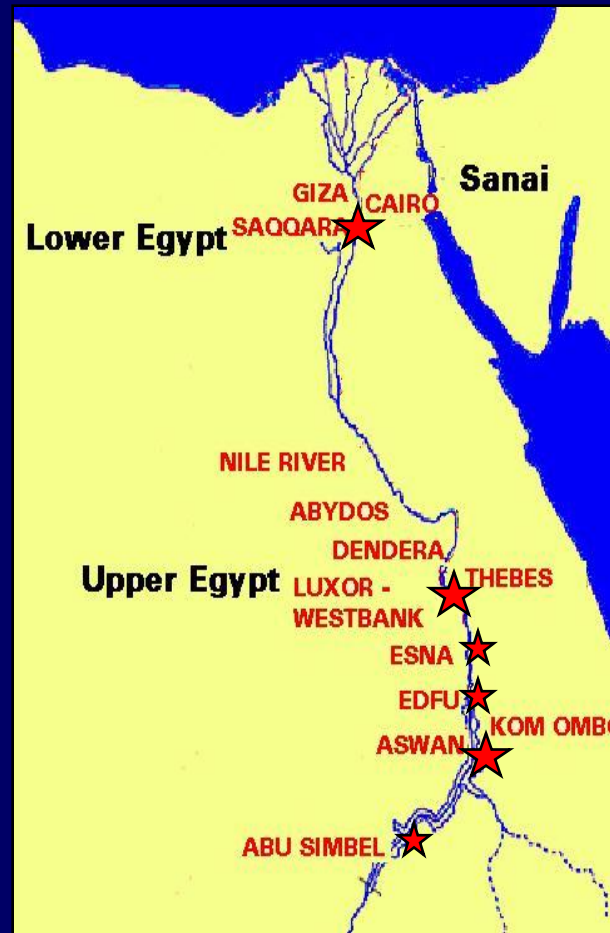 Sanai
GIZA
CAIRO
SAQQARA
Lower Egypt
NILE RIVER
ABYDOS
DENDERA
Upper Egypt
THEBES
LUXOR -
WESTBANK
ESNA
EDFU
KOM OMBO
ASWAN
ABU SIMBEL